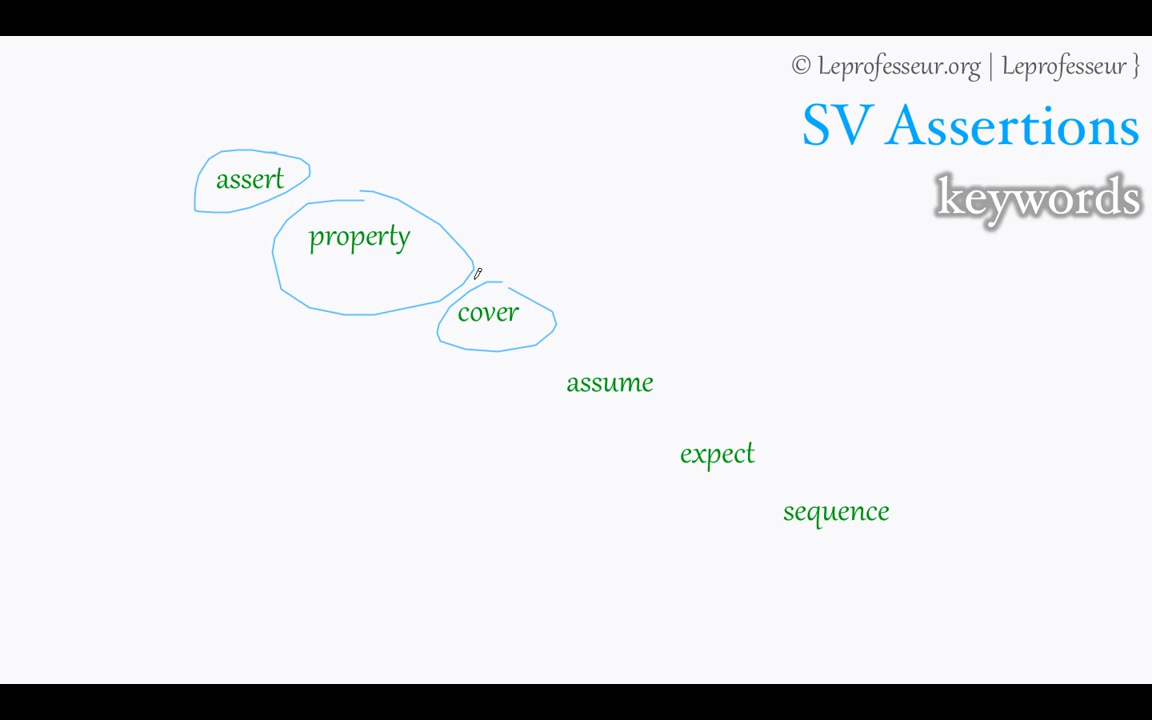 © Leprofesseur.org | Leprofesseur }
SV Assertions
keywords
assert
property
cover
assume
expect
sequence